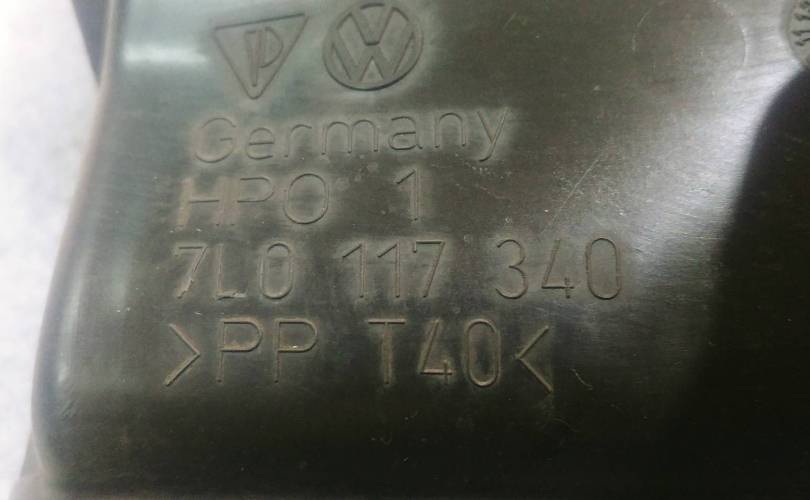 Germany
HPO 1
7L0 117 340
>PP T40<